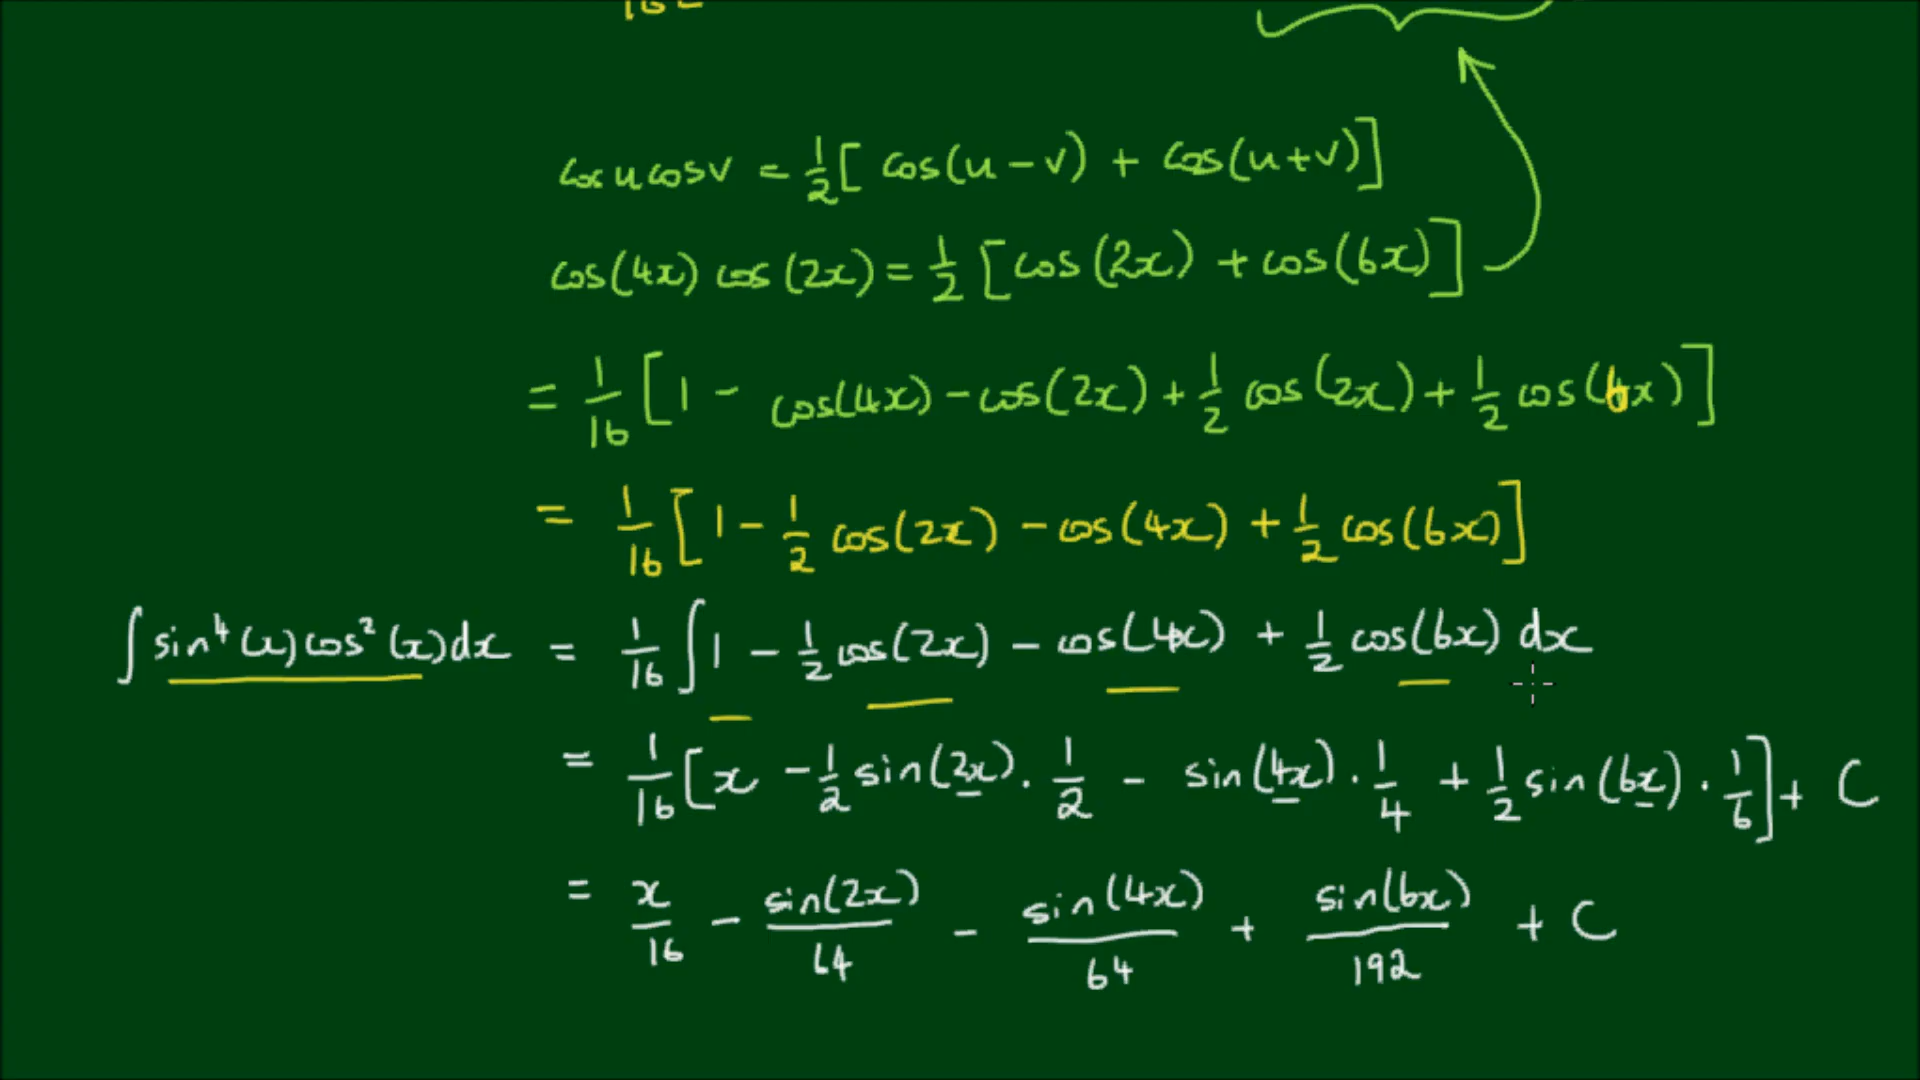 cos u cos v = 1/2 [ cos(u - v) + cos(u + v) ]
cos(4x) cos(2x) = 1/2 [ cos(2x) + cos(6x) ]
= 1/16 [ 1 - cos(4x) - cos(2x) + 1/2 cos(2x) + 1/2 cos(6x) ]
= 1/16 [ 1 - 1/2 cos(2x) - cos(4x) + 1/2 cos(6x) ]
∫ sin⁴(x) cos²(x) dx = 1/16 ∫ 1 - 1/2 cos(2x) - cos(4x) + 1/2 cos(6x) dx
= 1/16 [ x - 1/2 sin(2x) · 1/2 - sin(4x) · 1/4 + 1/2 sin(6x) · 1/6 ] + C
= x/16 - sin(2x)/64 - sin(4x)/64 + sin(6x)/192 + C